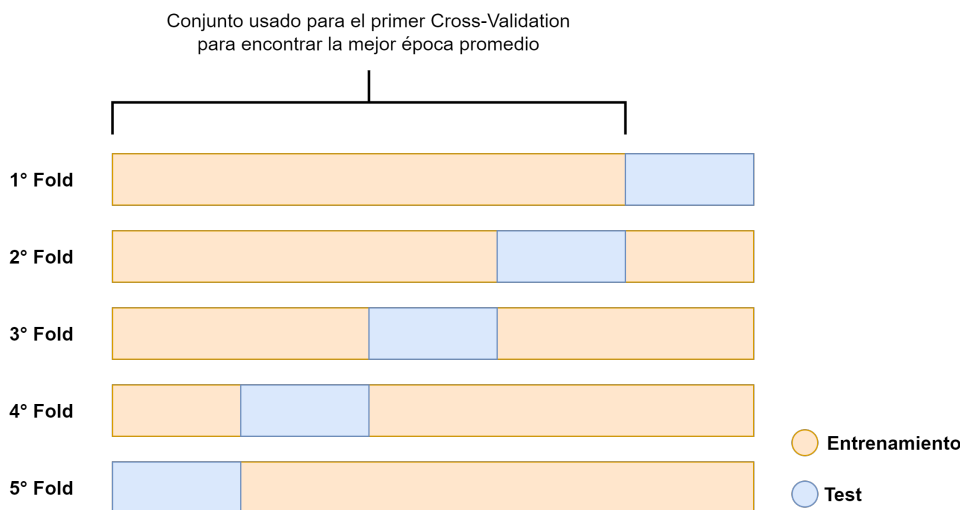 Conjunto usado para el primer Cross-Validation
para encontrar la mejor época promedio
1° Fold
2° Fold
3° Fold
4° Fold
5° Fold
Entrenamiento
Test